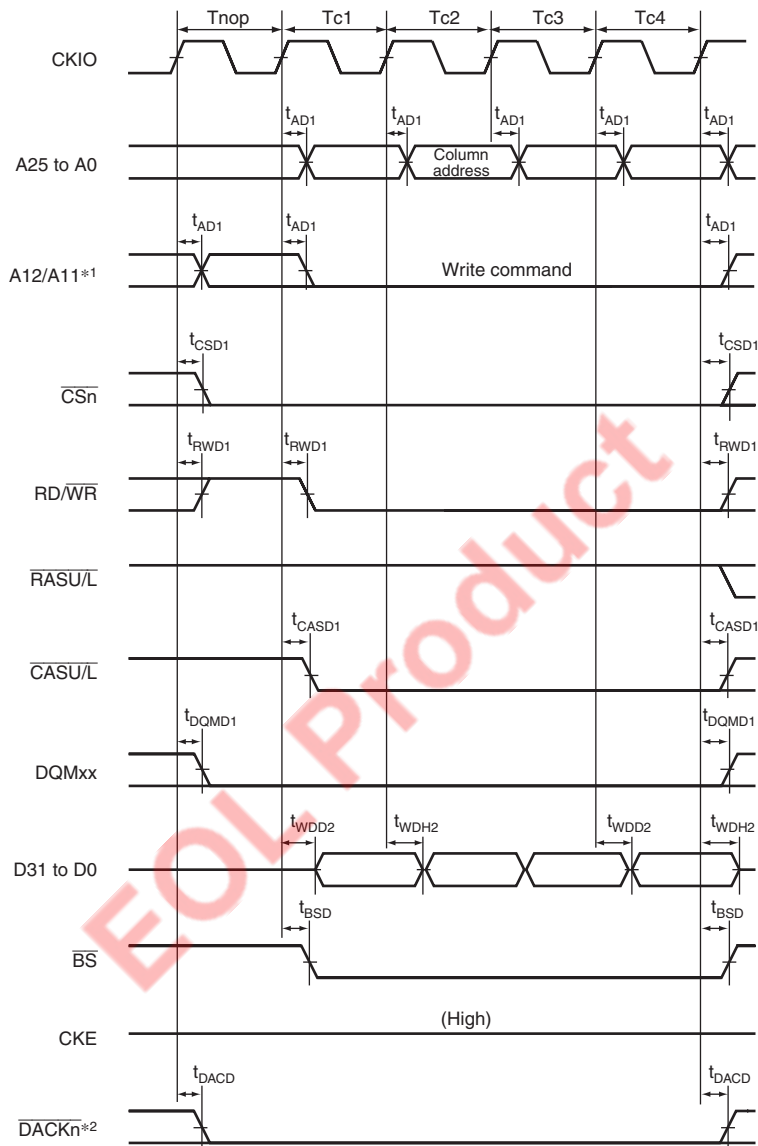 Tnop Tc1 Tc2 Tc3 Tc4
CKIO
tAD1 tAD1 tAD1 tAD1 tAD1
A25 to A0
Column
address
tAD1 tAD1 tAD1
A12/A11*1
Write command
tCSD1 tCSD1
CSn
tRWD1 tRWD1 tRWD1
RD/WR
RASU/L
tCASD1 tCASD1
CASU/L
tDQMD1 tDQMD1
DQMxx
tWDD2 tWDH2 tWDD2 tWDH2
D31 to D0
tBSD tBSD
BS
(High)
CKE
tDACD tDACD
DACKn*2
EOL Product